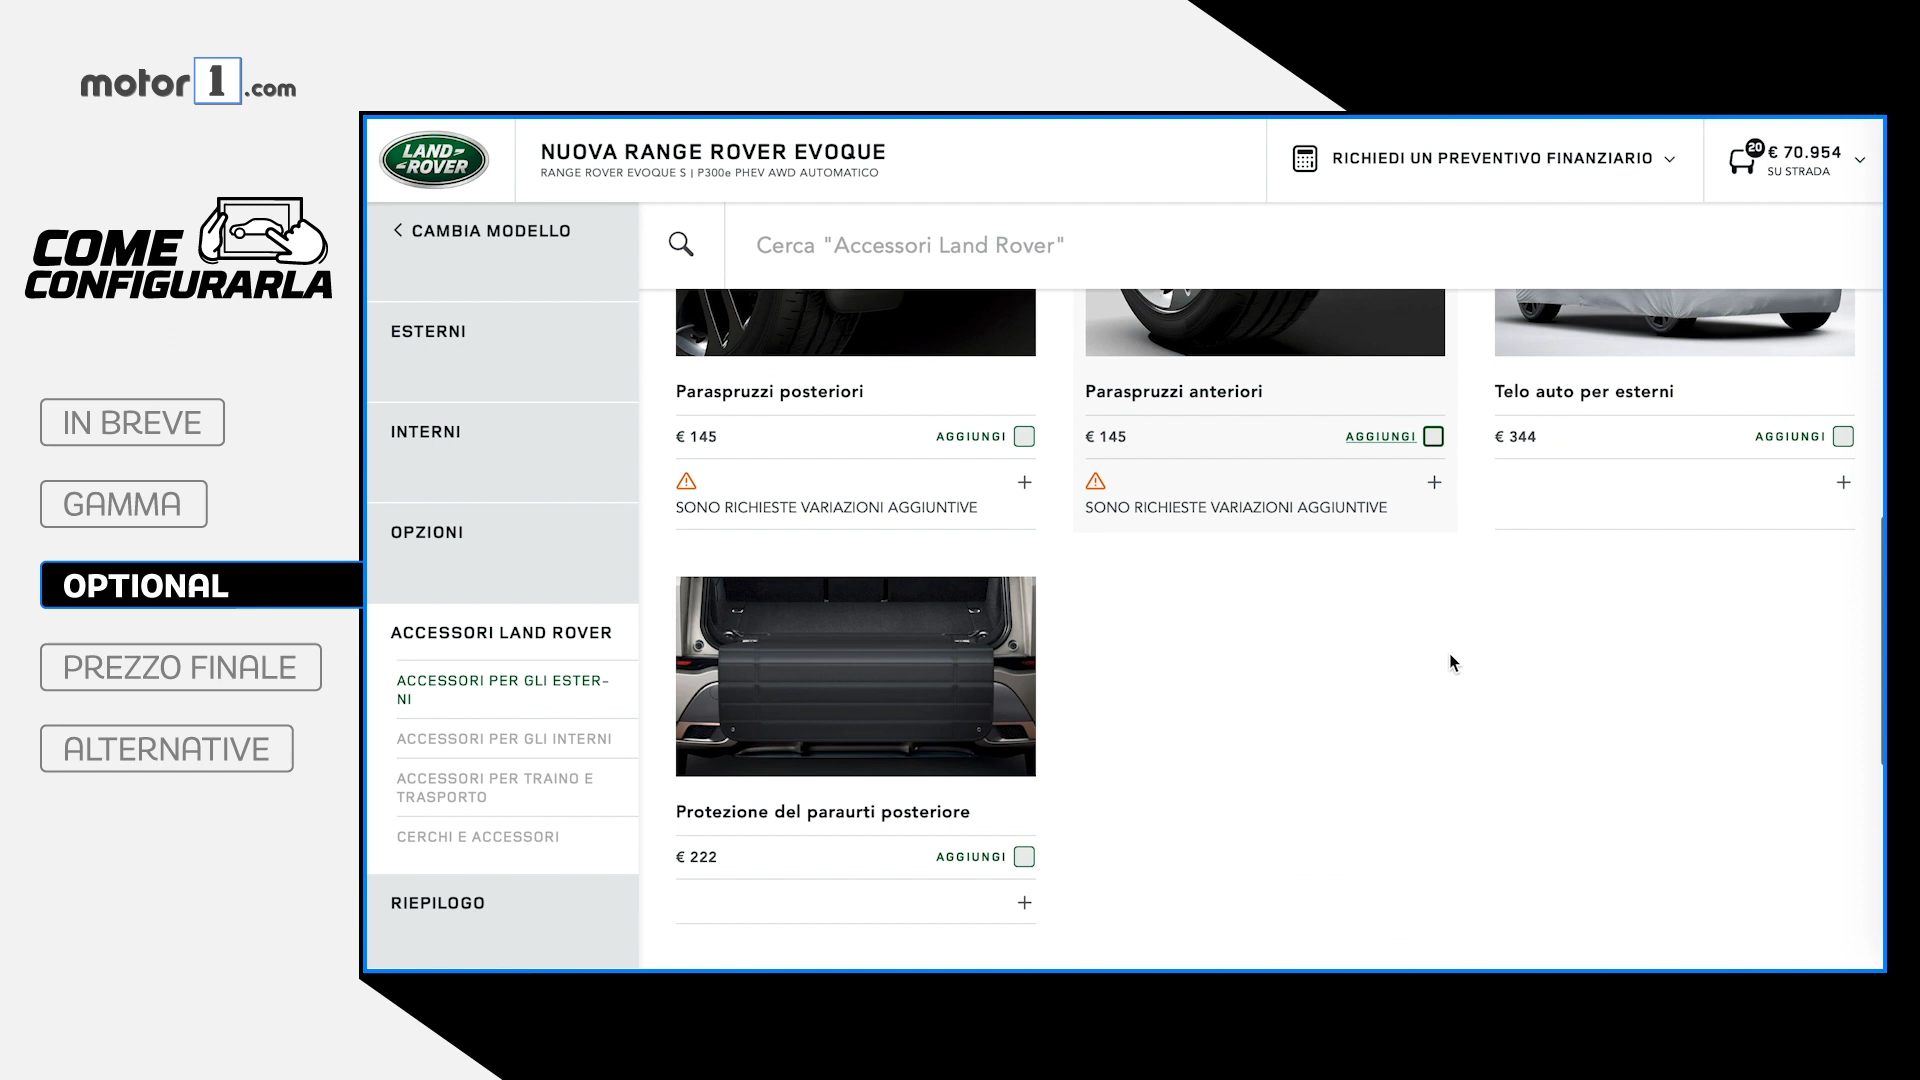 motor1.com
COME
CONFIGURARLA
IN BREVE
GAMMA
OPTIONAL
PREZZO FINALE
ALTERNATIVE
LAND
ROVER
NUOVA RANGE ROVER EVOQUE
RANGE ROVER EVOQUE S | P300e PHEV AWD AUTOMATICO
RICHIEDI UN PREVENTIVO FINANZIARIO
20
€ 70.954
SU STRADA
CAMBIA MODELLO
ESTERNI
INTERNI
OPZIONI
ACCESSORI LAND ROVER
ACCESSORI PER GLI ESTER-
NI
ACCESSORI PER GLI INTERNI
ACCESSORI PER TRAINO E
TRASPORTO
CERCHI E ACCESSORI
RIEPILOGO
Cerca "Accessori Land Rover"
Paraspruzzi posteriori
€ 145 AGGIUNGI
SONO RICHIESTE VARIAZIONI AGGIUNTIVE
Paraspruzzi anteriori
€ 145 AGGIUNGI
SONO RICHIESTE VARIAZIONI AGGIUNTIVE
Telo auto per esterni
€ 344 AGGIUNGI
Protezione del paraurti posteriore
€ 222 AGGIUNGI